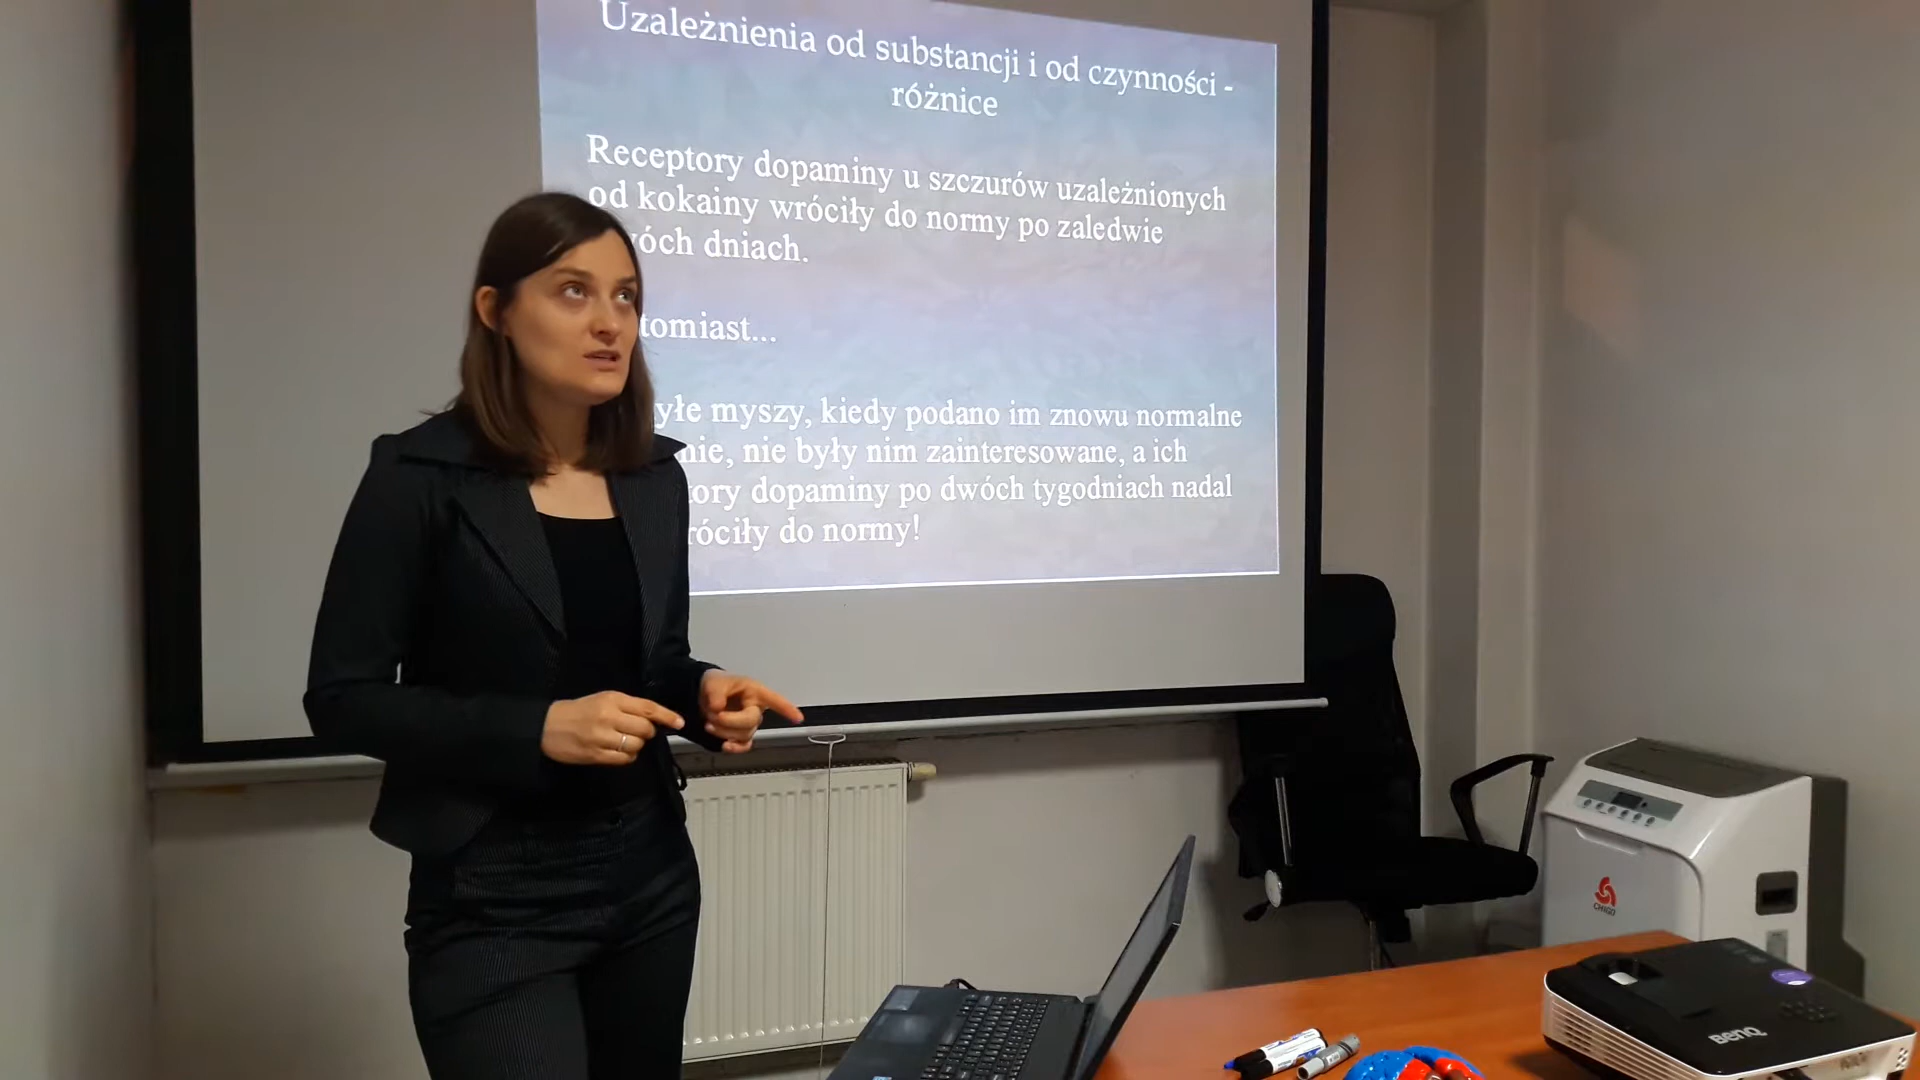 Uzależnienia od substancji i od czynności -
różnice
Receptory dopaminy u szczurów uzależnionych
od kokainy wróciły do normy po zaledwie
wóch dniach.
tomiast...
yłe myszy, kiedy podano im znowu normalne
nie, nie były nim zainteresowane, a ich
tory dopaminy po dwóch tygodniach nadal
róciły do normy!
CHIGO
BenQ